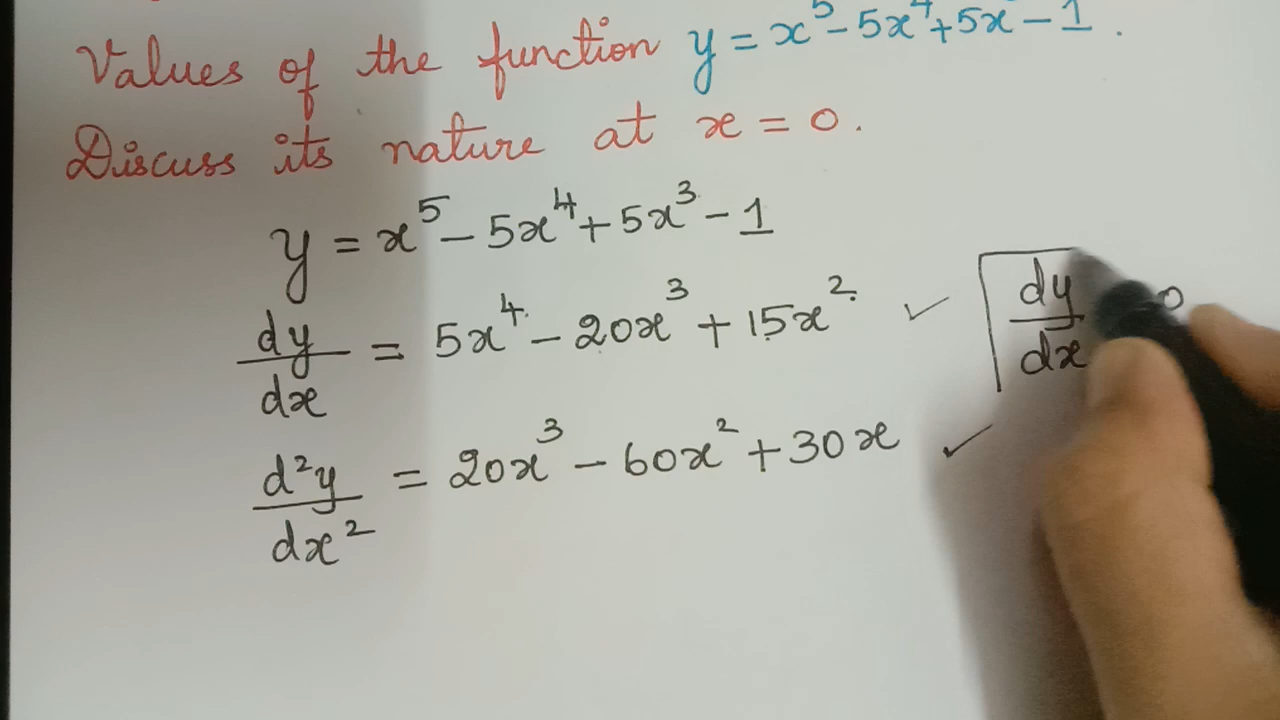 Values of the function y = x⁵ - 5x⁴ + 5x - 1.
Discuss its nature at x = 0.
y = x⁵ - 5x⁴ + 5x³ - 1
dy/dx = 5x⁴ - 20x³ + 15x² ✓ dy/dx 0
d²y/dx² = 20x³ - 60x² + 30x ✓